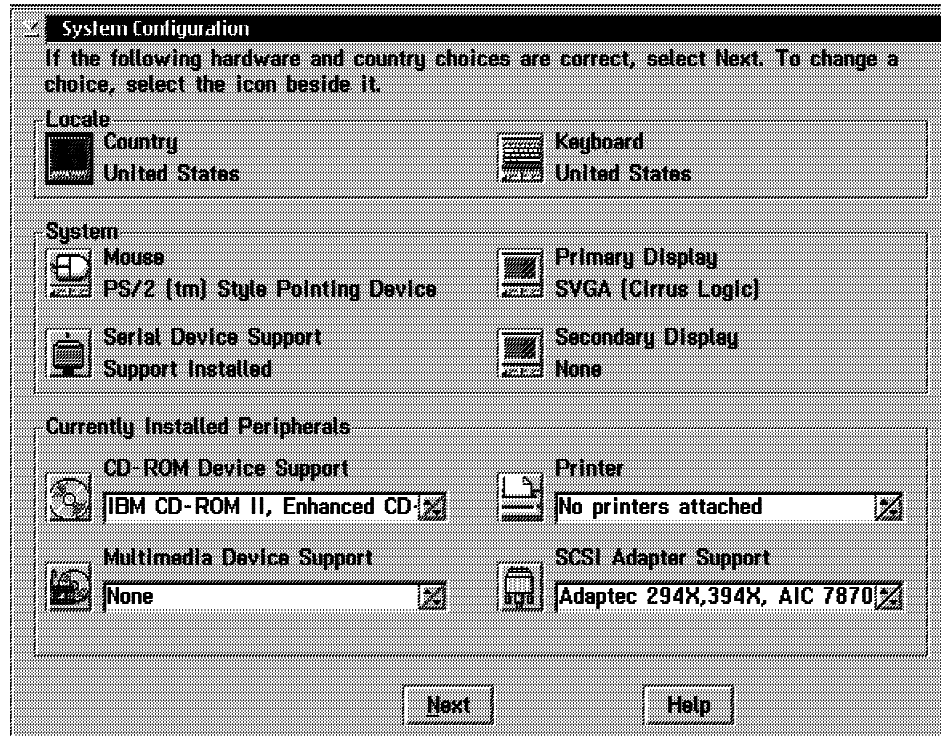 System Configuration
If the following hardware and country choices are correct, select Next. To change a
choice, select the icon beside it.
Locale
Country
United States
Keyboard
United States
System
Mouse
PS/2 (tm) Style Pointing Device
Primary Display
SVGA (Cirrus Logic)
Serial Device Support
Support Installed
Secondary Display
None
Currently Installed Peripherals
CD-ROM Device Support
IBM CD-ROM II, Enhanced CD-
Printer
No printers attached
Multimedia Device Support
None
SCSI Adapter Support
Adaptec 294X,394X, AIC 7870
Next
Help